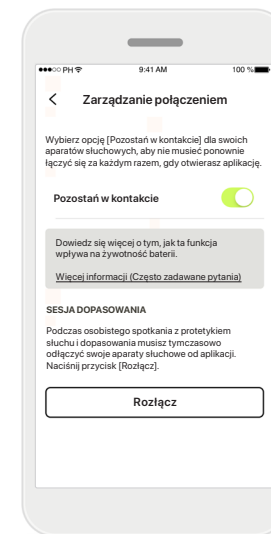 ●●●○○ PH 9:41 AM 100 %
Zarządzanie połączeniem
Wybierz opcję [Pozostań w kontakcie] dla swoich
aparatów słuchowych, aby nie musieć ponownie
łączyć się za każdym razem, gdy otwierasz aplikację.
Pozostań w kontakcie
Dowiedz się więcej o tym, jak ta funkcja
wpływa na żywotność baterii.
Więcej informacji (Często zadawane pytania)
SESJA DOPASOWANIA
Podczas osobistego spotkania z protetykiem
słuchu i dopasowania musisz tymczasowo
odłączyć swoje aparaty słuchowe od aplikacji.
Naciśnij przycisk [Rozłącz].
Rozłącz